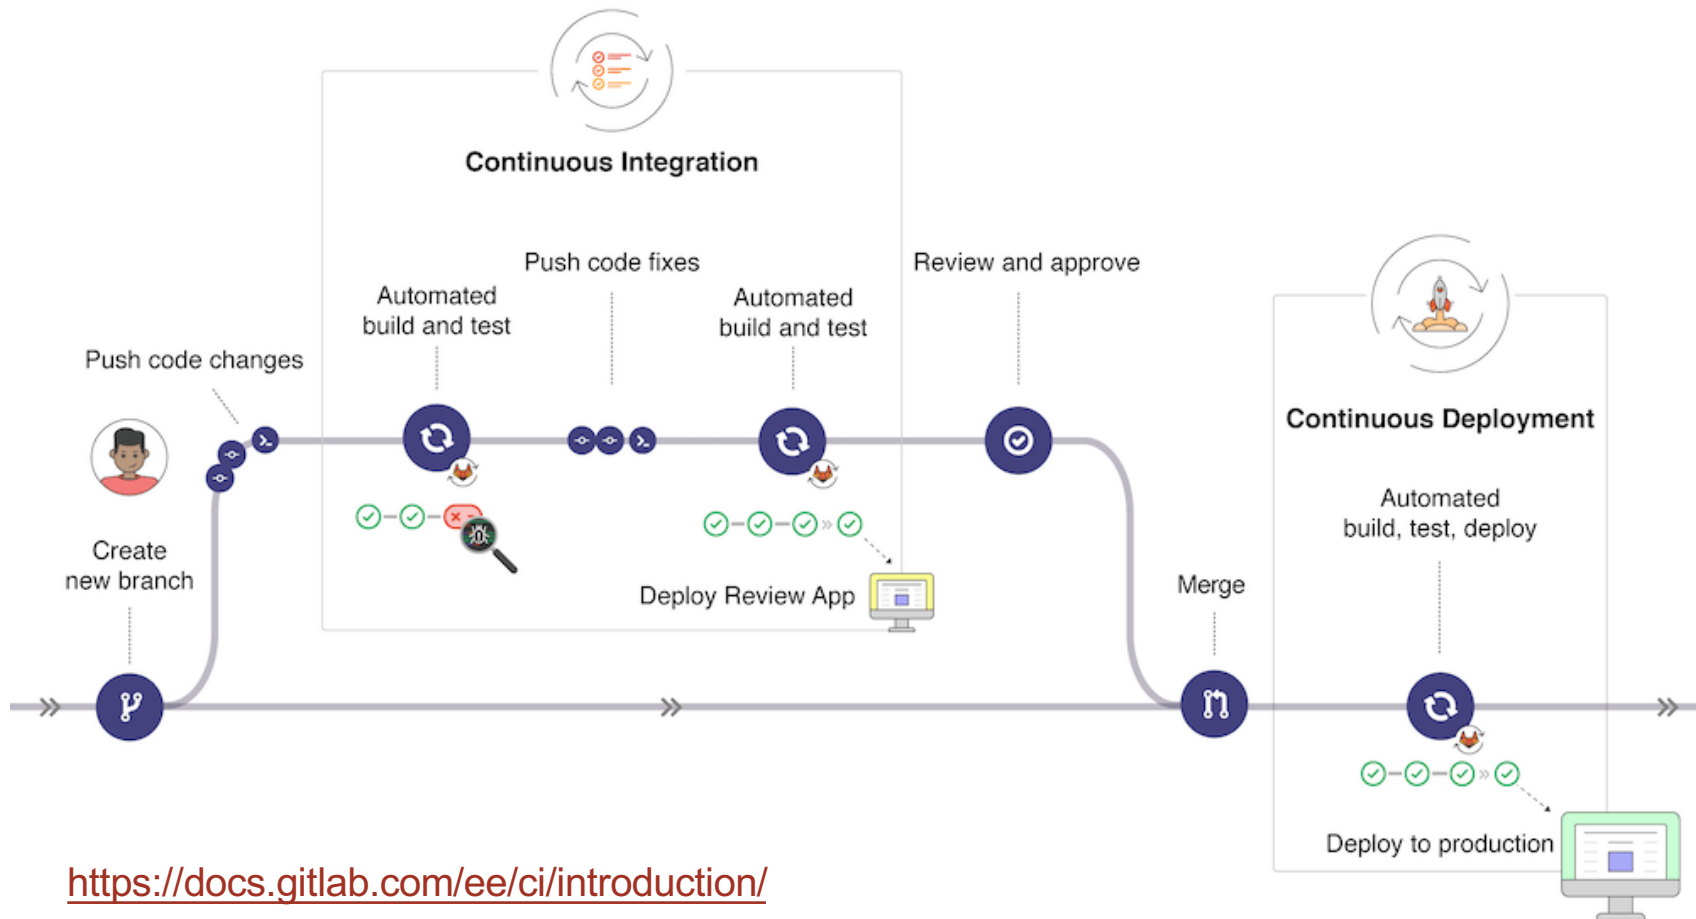 Continuous Integration
Push code fixes
Review and approve
Automated
build and test
Automated
build and test
Push code changes
Continuous Deployment
Automated
build, test, deploy
Create
new branch
Deploy Review App
Merge
Deploy to production
https://docs.gitlab.com/ee/ci/introduction/